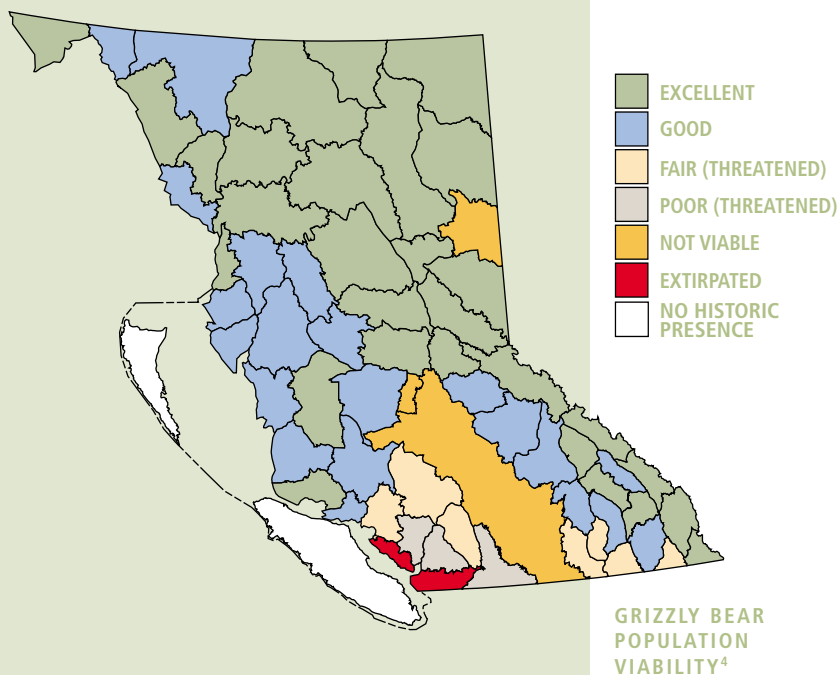 EXCELLENT
GOOD
FAIR (THREATENED)
POOR (THREATENED)
NOT VIABLE
EXTIRPATED
NO HISTORIC
PRESENCE
GRIZZLY BEAR
POPULATION
VIABILITY4